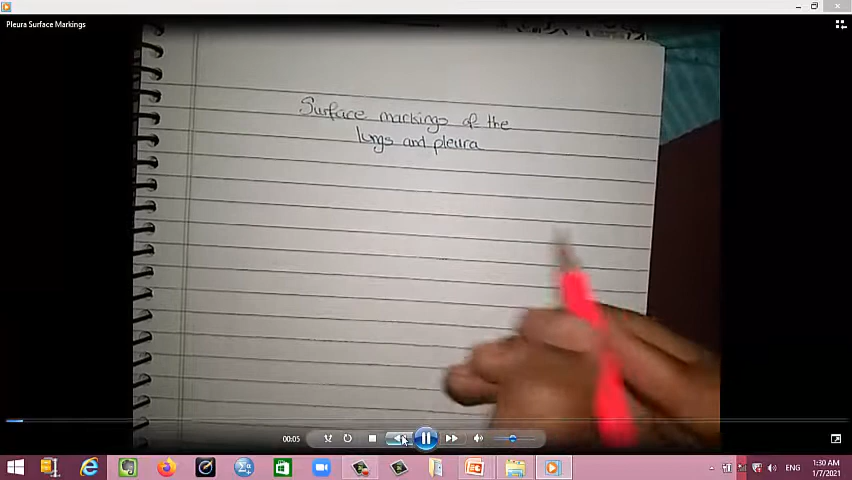 Pleura Surface Markings
Surface markings of the
lungs and pleura
00:05
ENG
1:30 AM
1/7/2021